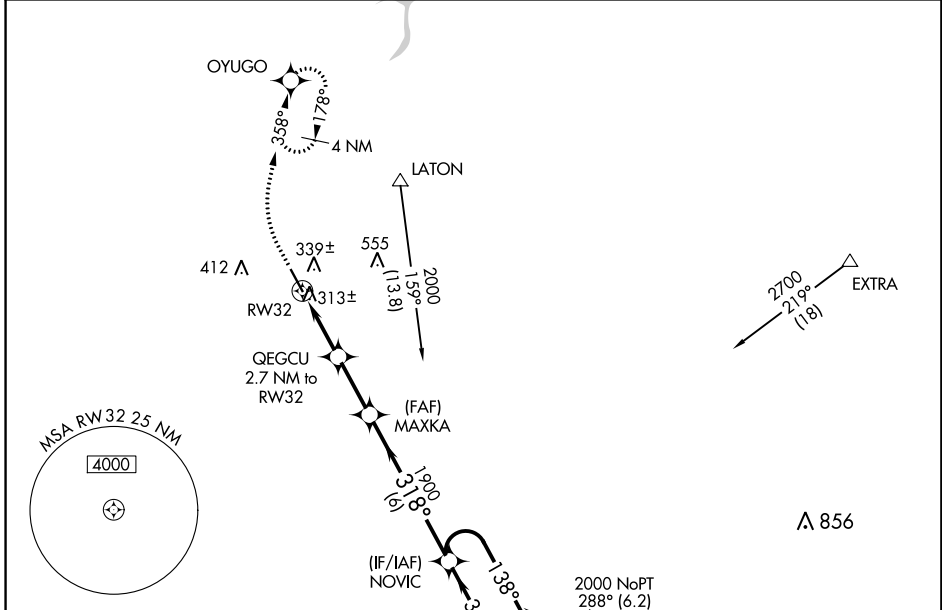 OYUGO
358°
178°
4 NM
LATON
2000
159°
(13.8)
412
339±
555
313±
RW32
2700
219°
(18)
EXTRA
QEGCU
2.7 NM to
RW32
(FAF)
MAXKA
MSA RW32 25 NM
4000
1900
318°
(6)
856
(IF/IAF)
NOVIC
138°
2000 NoPT
288° (6.2)